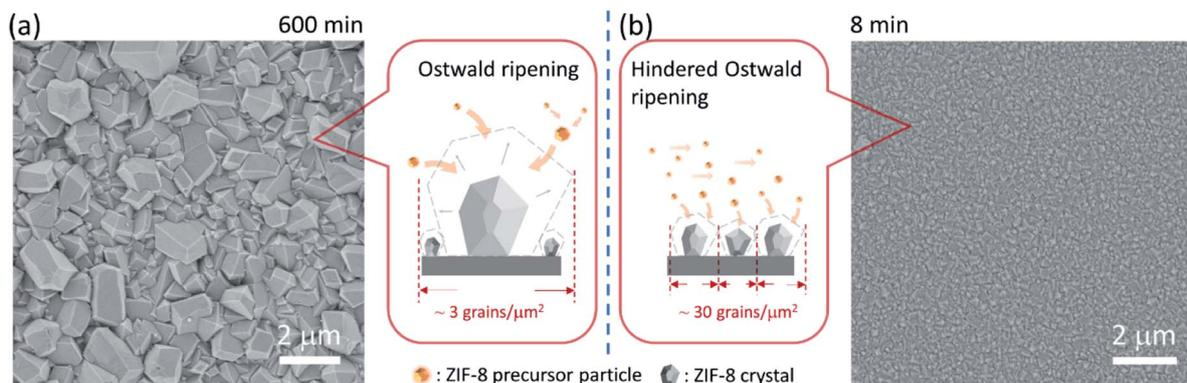 (a)
600 min
Ostwald ripening
~ 3 grains/μm²
2 μm
(b)
8 min
Hindered Ostwald
ripening
~ 30 grains/μm²
2 μm
: ZIF-8 precursor particle
: ZIF-8 crystal